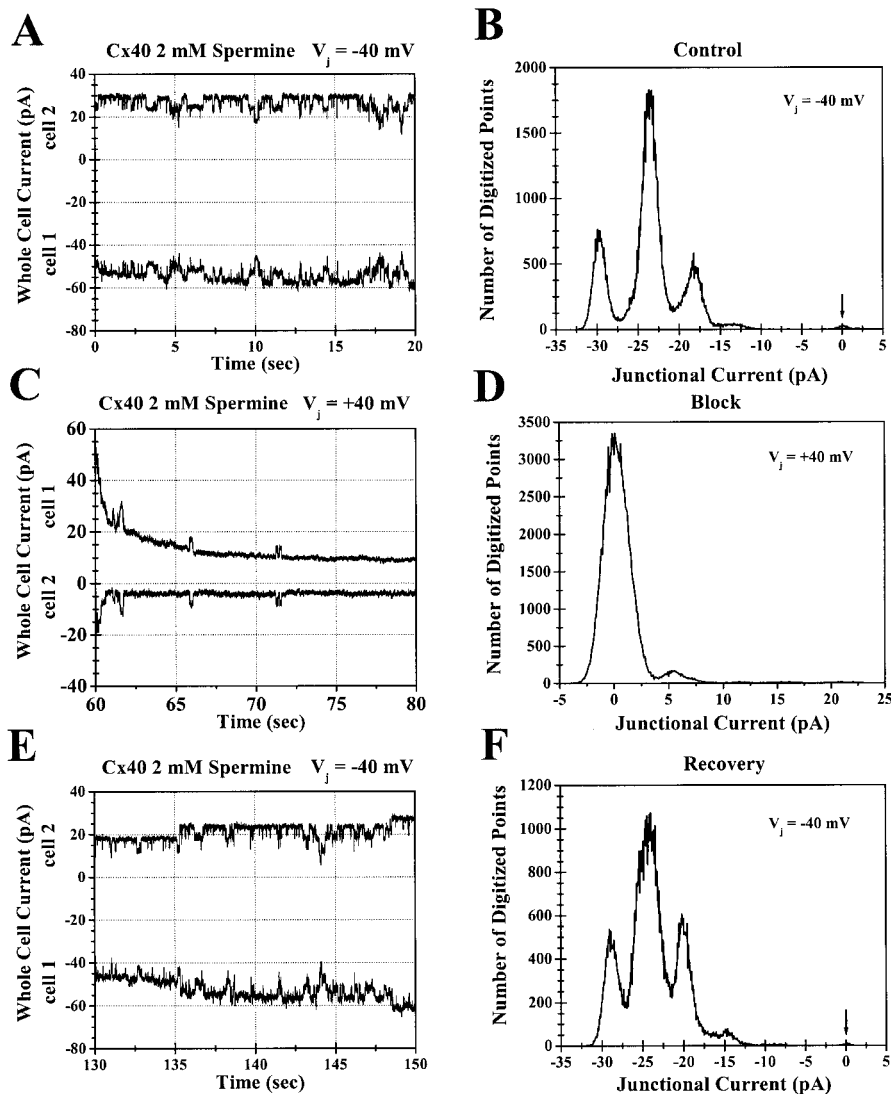 A
Cx40 2 mM Spermine V_j = -40 mV
Whole Cell Current (pA)
cell 1 cell 2
40
20
0
-20
-40
-60
-80
0 5 10 15 20
Time (sec)
B
Control
V_j = -40 mV
Number of Digitized Points
2000
1750
1500
1250
1000
750
500
250
0
-35 -30 -25 -20 -15 -10 -5 0 5
Junctional Current (pA)
C
Cx40 2 mM Spermine V_j = +40 mV
Whole Cell Current (pA)
cell 2 cell 1
60
40
20
0
-20
-40
60 65 70 75 80
Time (sec)
D
Block
V_j = +40 mV
Number of Digitized Points
3500
3000
2500
2000
1500
1000
500
0
-5 0 5 10 15 20 25
Junctional Current (pA)
E
Cx40 2 mM Spermine V_j = -40 mV
Whole Cell Current (pA)
cell 1 cell 2
40
20
0
-20
-40
-60
-80
130 135 140 145 150
Time (sec)
F
Recovery
V_j = -40 mV
Number of Digitized Points
1200
1000
800
600
400
200
0
-35 -30 -25 -20 -15 -10 -5 0 5
Junctional Current (pA)